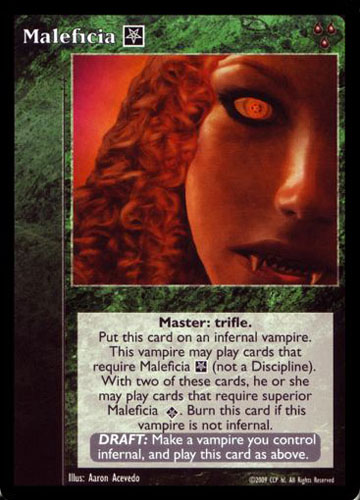 Maleficia
Master: trifle.
Put this card on an infernal vampire.
This vampire may play cards that
require Maleficia (not a Discipline).
With two of these cards, he or she
may play cards that require superior
Maleficia . Burn this card if this
vampire is not infernal.
DRAFT: Make a vampire you control
infernal, and play this card as above.
Illus: Aaron Acevedo
©2009 CCP hf. All Rights Reserved